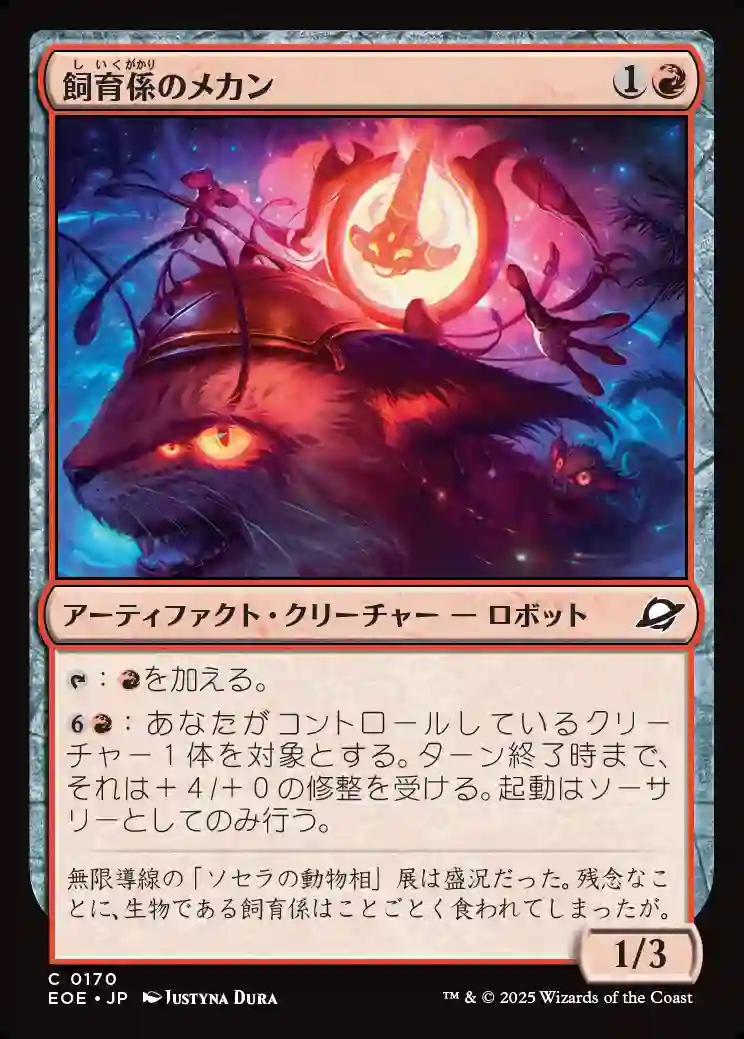 しいくがかり
飼育係のメカン
1
アーティファクト・クリーチャー — ロボット
：を加える。
6：あなたがコントロールしているクリー
チャー１体を対象とする。ターン終了時まで、
それは＋４/＋０の修整を受ける。起動はソーサ
リーとしてのみ行う。
無限導線の「ソセラの動物相」展は盛況だった。残念なこ
とに、生物である飼育係はことごとく食われてしまったが。
1/3
C 0170
EOE • JP Justyna Dura
™ & © 2025 Wizards of the Coast